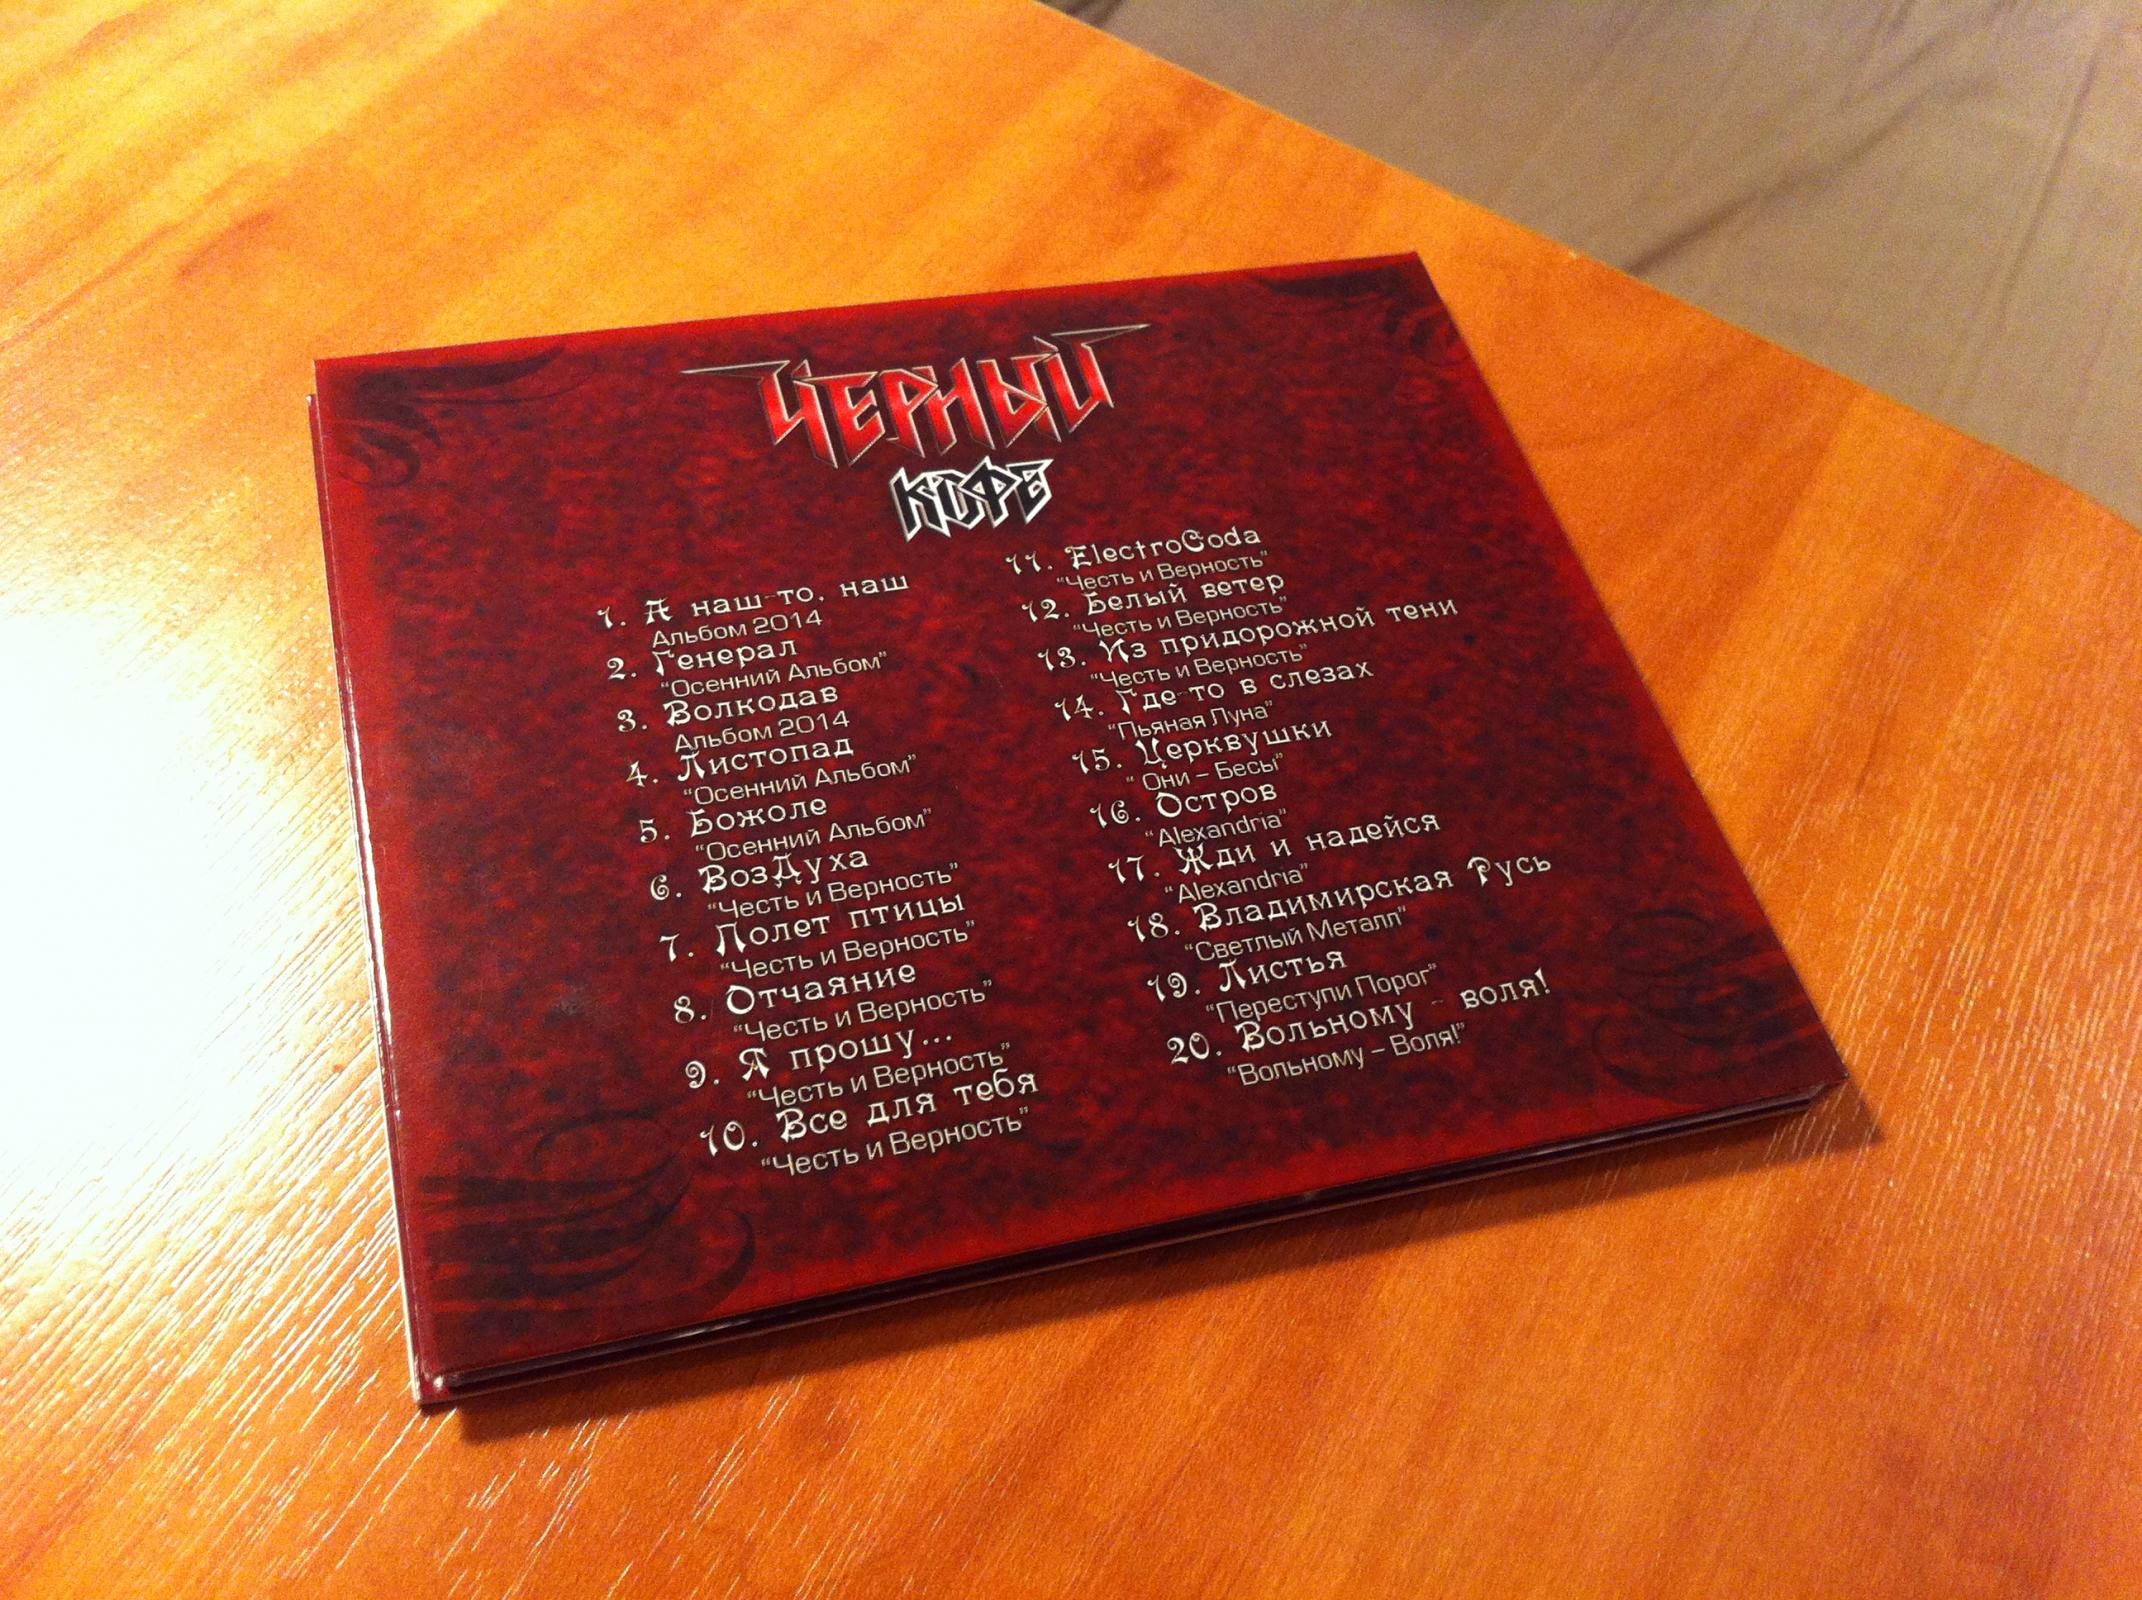 ЧЕРНЫЙ
КОФЕ
1. А наш-то, наш
Альбом 2014
2. Генерал
"Осенний Альбом"
3. Волкодав
Альбом 2014
4. Листопад
"Осенний Альбом"
5. Божоле
"Осенний Альбом"
6. ВозДуха
"Честь и Верность"
7. Полет птицы
"Честь и Верность"
8. Отчаяние
"Честь и Верность"
9. Я прошу...
"Честь и Верность"
10. Все для тебя
"Честь и Верность"
11. ElectroCoda
"Честь и Верность"
12. Белый ветер
"Честь и Верность"
13. Из придорожной тени
"Честь и Верность"
14. Где-то в слезах
"Пьяная Луна"
15. Церквушки
" Они – Бесы"
16. Остров
"Alexandria"
17. Жди и надейся
"Alexandria"
18. Владимирская Русь
"Светлый Металл"
19. Листья
"Переступи Порог"
20. Вольному - воля!
"Вольному – Воля!"